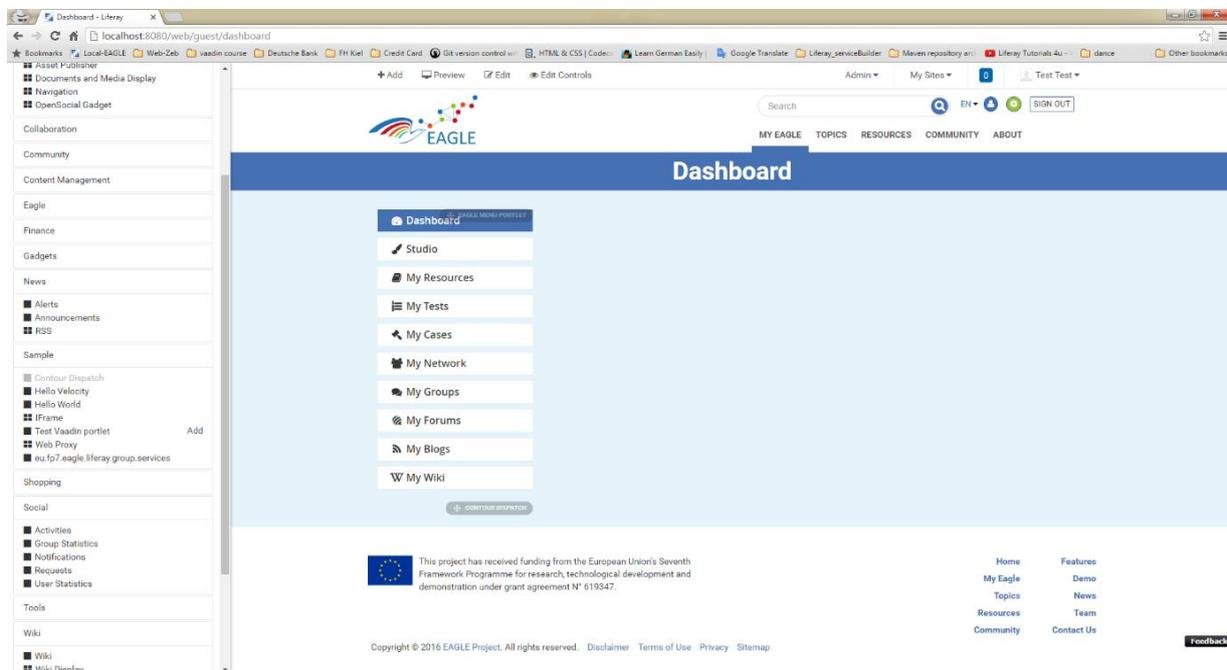 Dashboard - Liferay
localhost:8080/web/guest/dashboard
Bookmarks Local-EAGLE Web-Zeb vaadin course Deutsche Bank FH Kiel Credit Card Git version control HTML & CSS | Codec Learn German Easily | Google Translate Liferay_serviceBuilder Maven repository arc Liferay Tutorials 4u - dance Other bookmarks
Asset Publisher
Documents and Media Display
Navigation
OpenSocial Gadget
Collaboration
Community
Content Management
Eagle
Finance
Gadgets
News
Alerts
Announcements
RSS
Sample
Contour Dispatch
Hello Velocity
Hello World
IFrame
Test Vaadin portlet Add
Web Proxy
eu.fp7.eagle.liferay.group.services
Shopping
Social
Activities
Group Statistics
Notifications
Requests
User Statistics
Tools
Wiki
Wiki
Wiki Display
Add Preview Edit Edit Controls Admin My Sites 0 Test Test
EAGLE
Search EN SIGN OUT
MY EAGLE TOPICS RESOURCES COMMUNITY ABOUT
Dashboard
Dashboard
EAGLE MENU PORTLET
Studio
My Resources
My Tests
My Cases
My Network
My Groups
My Forums
My Blogs
My Wiki
CONTOUR DISPATCH
This project has received funding from the European Union's Seventh
Framework Programme for research, technological development and
demonstration under grant agreement N° 619347.
Home Features
My Eagle Demo
Topics News
Resources Team
Community Contact Us
Copyright © 2016 EAGLE Project. All rights reserved. Disclaimer Terms of Use Privacy Sitemap
Feedback